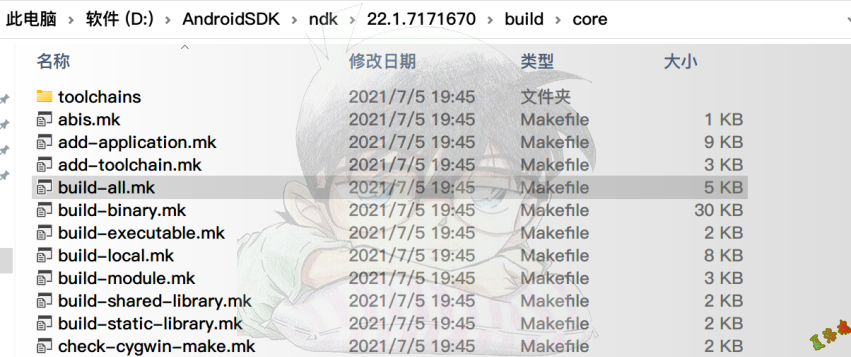 此电脑 › 软件 (D:) › AndroidSDK › ndk › 22.1.7171670 › build › core
名称 修改日期 类型 大小
toolchains 2021/7/5 19:45 文件夹
abis.mk 2021/7/5 19:45 Makefile 1 KB
add-application.mk 2021/7/5 19:45 Makefile 9 KB
add-toolchain.mk 2021/7/5 19:45 Makefile 3 KB
build-all.mk 2021/7/5 19:45 Makefile 5 KB
build-binary.mk 2021/7/5 19:45 Makefile 30 KB
build-executable.mk 2021/7/5 19:45 Makefile 2 KB
build-local.mk 2021/7/5 19:45 Makefile 8 KB
build-module.mk 2021/7/5 19:45 Makefile 3 KB
build-shared-library.mk 2021/7/5 19:45 Makefile 2 KB
build-static-library.mk 2021/7/5 19:45 Makefile 2 KB
check-cygwin-make.mk 2021/7/5 19:45 Makefile 2 KB